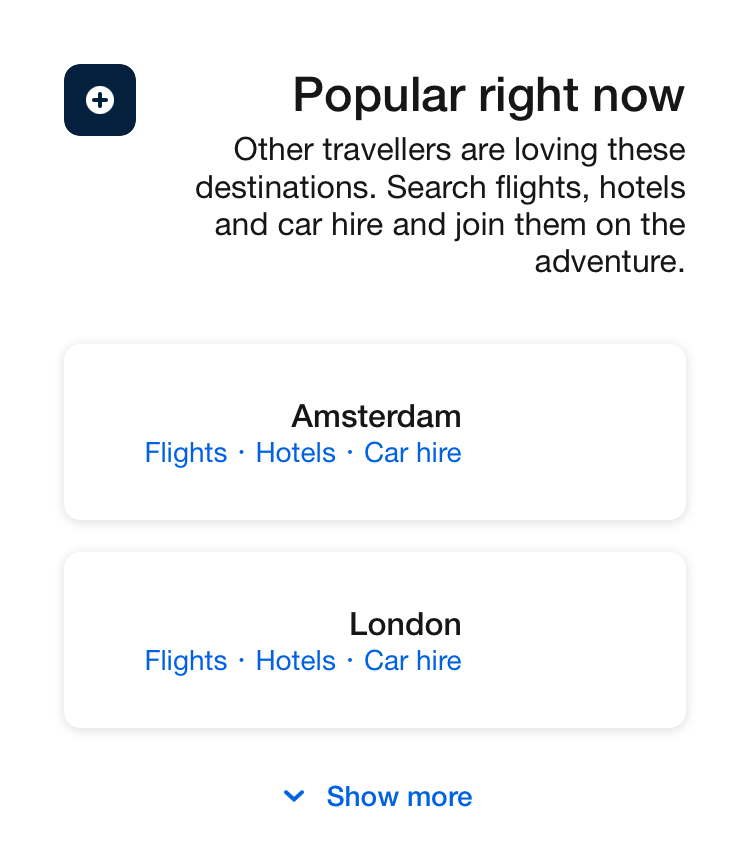 Popular right now
Other travellers are loving these
destinations. Search flights, hotels
and car hire and join them on the
adventure.
Amsterdam
Flights · Hotels · Car hire
London
Flights · Hotels · Car hire
Show more